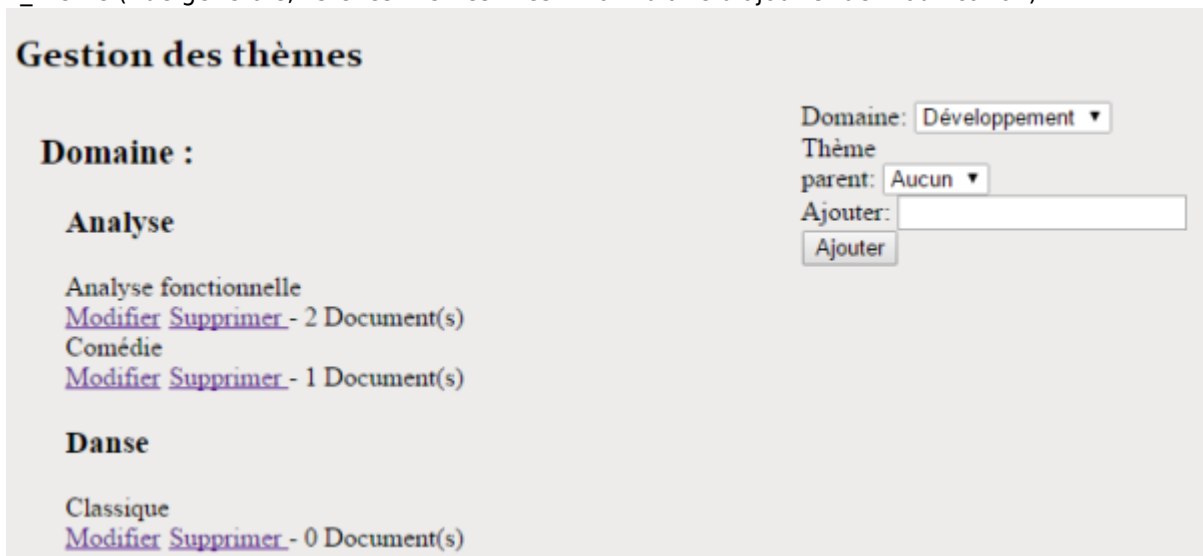 Gestion des thèmes
Domaine :
Analyse
Analyse fonctionnelle
Modifier Supprimer - 2 Document(s)
Comédie
Modifier Supprimer - 1 Document(s)
Danse
Classique
Modifier Supprimer - 0 Document(s)
Domaine: Développement
Thème
parent: Aucun
Ajouter:
Ajouter